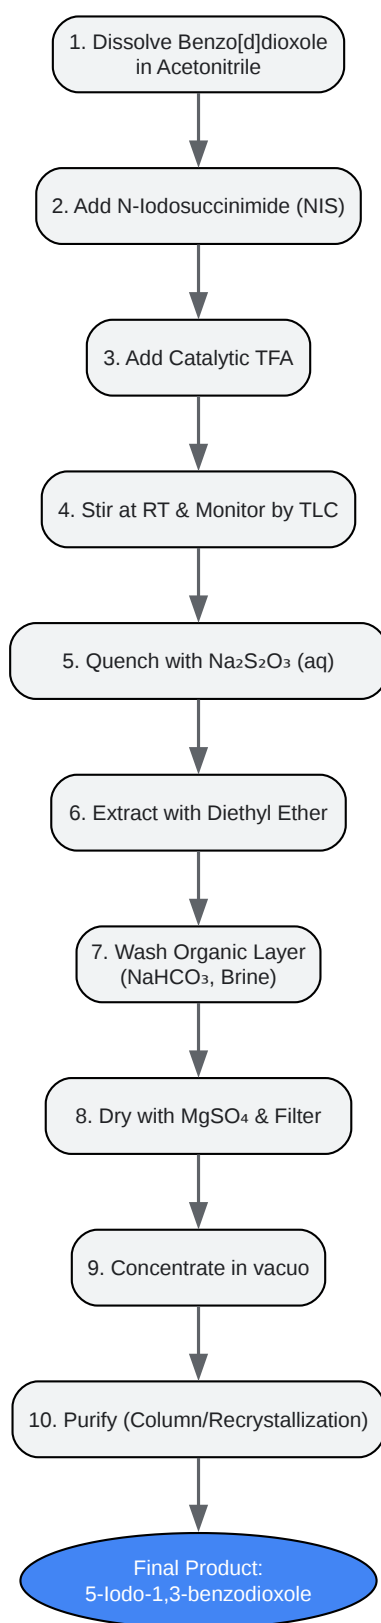 1. Dissolve Benzo[d]dioxole
in Acetonitrile
2. Add N-Iodosuccinimide (NIS)
3. Add Catalytic TFA
4. Stir at RT & Monitor by TLC
5. Quench with Na₂S₂O₃ (aq)
6. Extract with Diethyl Ether
7. Wash Organic Layer
(NaHCO₃, Brine)
8. Dry with MgSO₄ & Filter
9. Concentrate in vacuo
10. Purify (Column/Recrystallization)
Final Product:
5-Iodo-1,3-benzodioxole